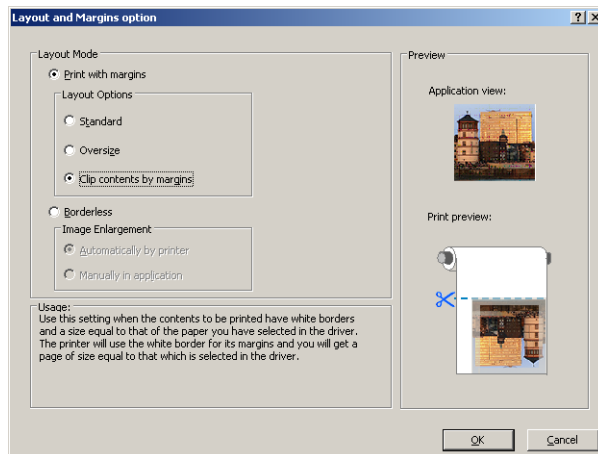 Layout and Margins option
Layout Mode
Print with margins
Layout Options
Standard
Oversize
Clip contents by margins
Borderless
Image Enlargement
Automatically by printer
Manually in application
Usage:
Use this setting when the contents to be printed have white borders
and a size equal to that of the paper you have selected in the driver.
The printer will use the white border for its margins and you will get a
page of size equal to that which is selected in the driver.
Preview
Application view:
Print preview:
OK
Cancel